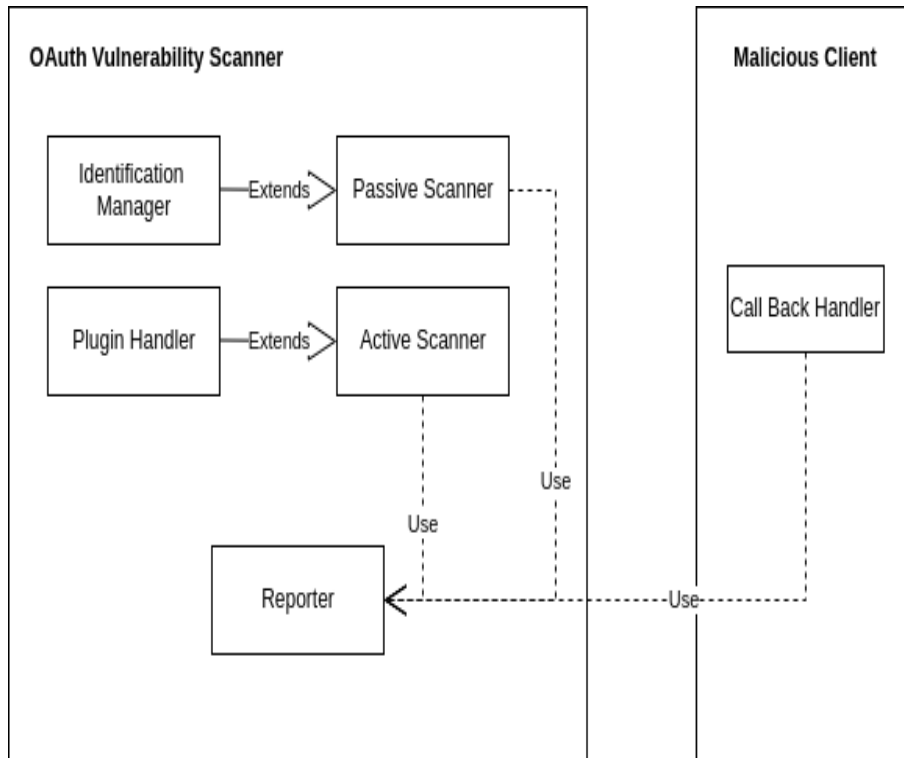 OAuth Vulnerability Scanner
Malicious Client
Identification
Manager
Extends
Passive Scanner
Call Back Handler
Plugin Handler
Extends
Active Scanner
Use
Use
Reporter
Use